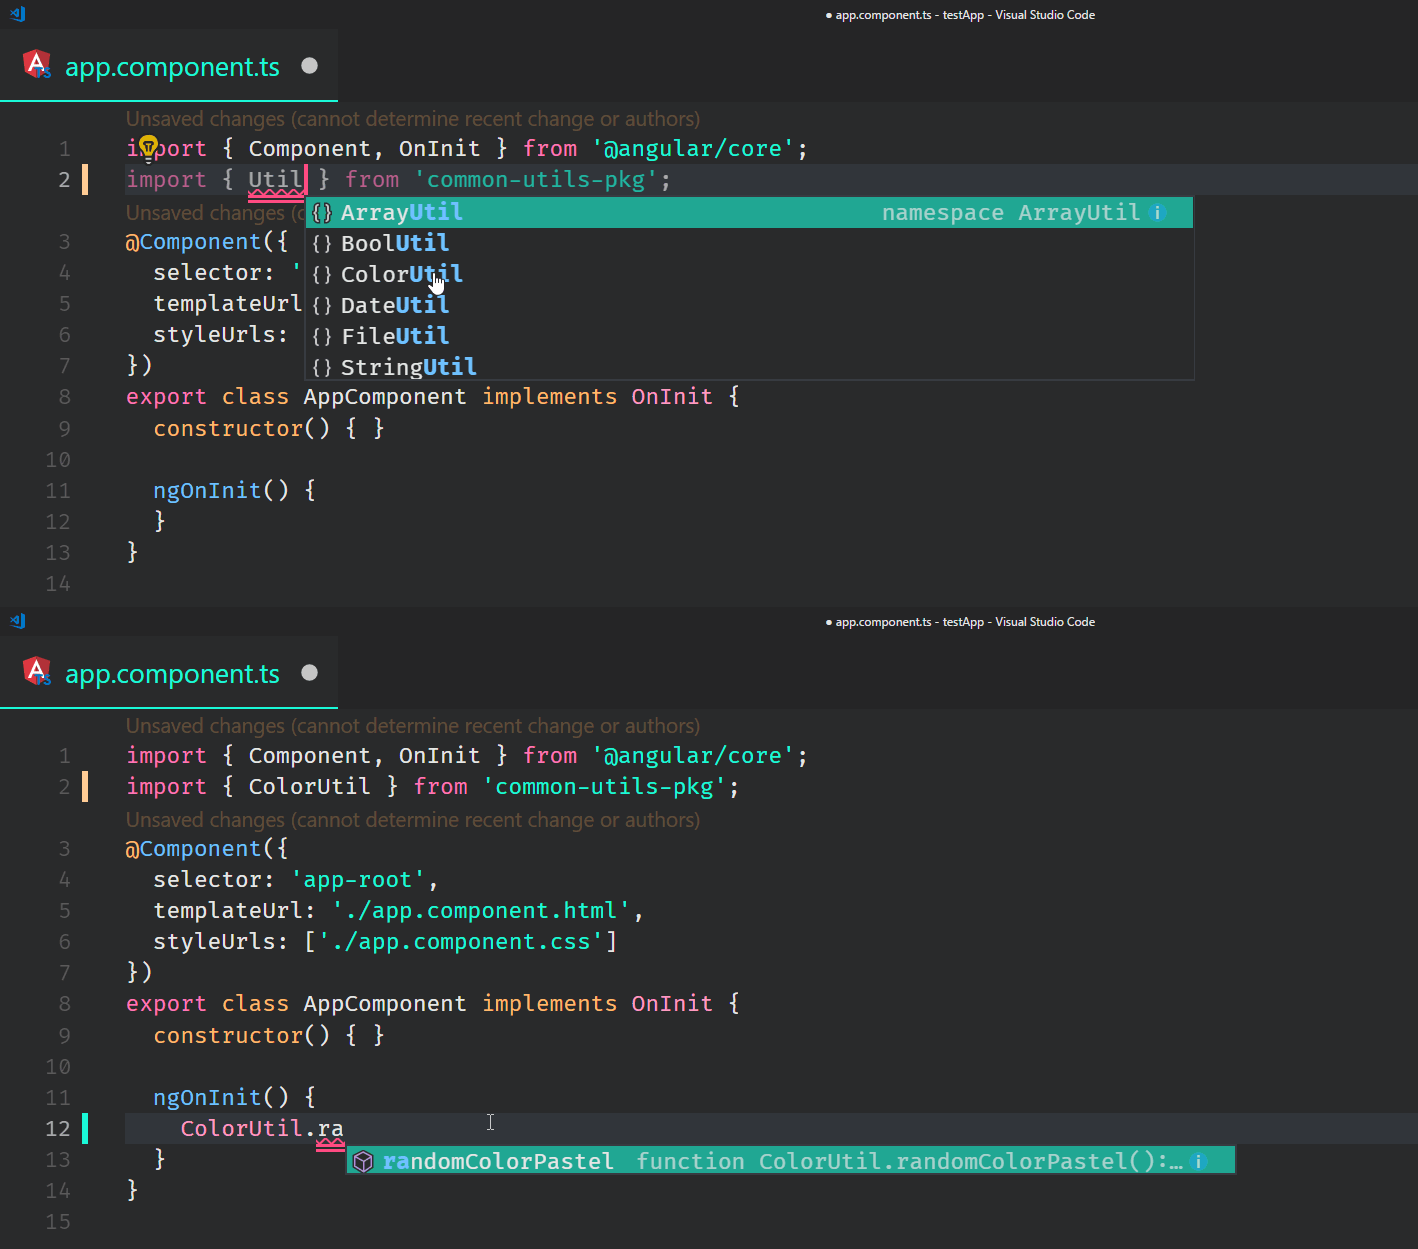 ● app.component.ts - testApp - Visual Studio Code
app.component.ts
Unsaved changes (cannot determine recent change or authors)
1 import { Component, OnInit } from '@angular/core';
2 import { Util } from 'common-utils-pkg';
Unsaved changes (c
{} ArrayUtil namespace ArrayUtil
{} BoolUtil
3 @Component({
{} ColorUtil
4 selector: '
{} DateUtil
5 templateUrl
{} FileUtil
6 styleUrls:
{} StringUtil
7 })
8 export class AppComponent implements OnInit {
9 constructor() { }
10
11 ngOnInit() {
12 }
13 }
14
● app.component.ts - testApp - Visual Studio Code
app.component.ts
Unsaved changes (cannot determine recent change or authors)
1 import { Component, OnInit } from '@angular/core';
2 import { ColorUtil } from 'common-utils-pkg';
Unsaved changes (cannot determine recent change or authors)
3 @Component({
4 selector: 'app-root',
5 templateUrl: './app.component.html',
6 styleUrls: ['./app.component.css']
7 })
8 export class AppComponent implements OnInit {
9 constructor() { }
10
11 ngOnInit() {
12 ColorUtil.ra
randomColorPastel function ColorUtil.randomColorPastel():…
13 }
14 }
15